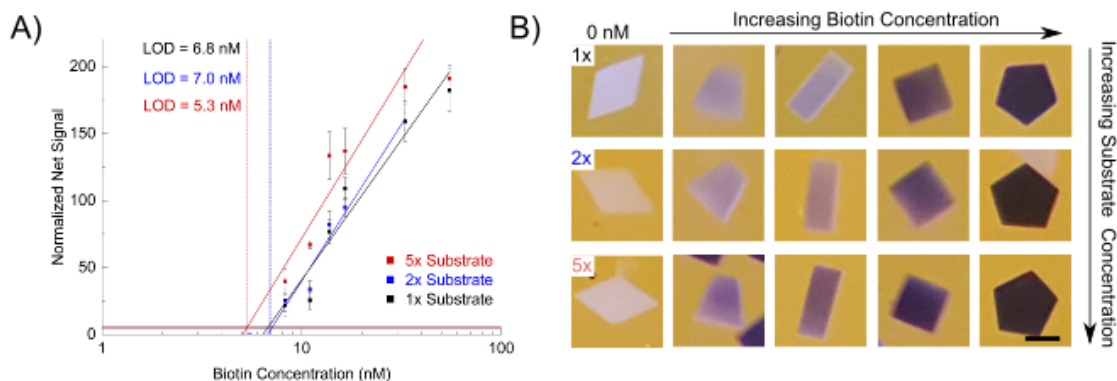 A)
LOD = 6.8 nM
LOD = 7.0 nM
LOD = 5.3 nM
Normalized Net Signal
200
150
100
50
0
5x Substrate
2x Substrate
1x Substrate
1
10
100
Biotin Concentration (nM)
B)
0 nM
Increasing Biotin Concentration
1x
2x
5x
Increasing Substrate Concentration